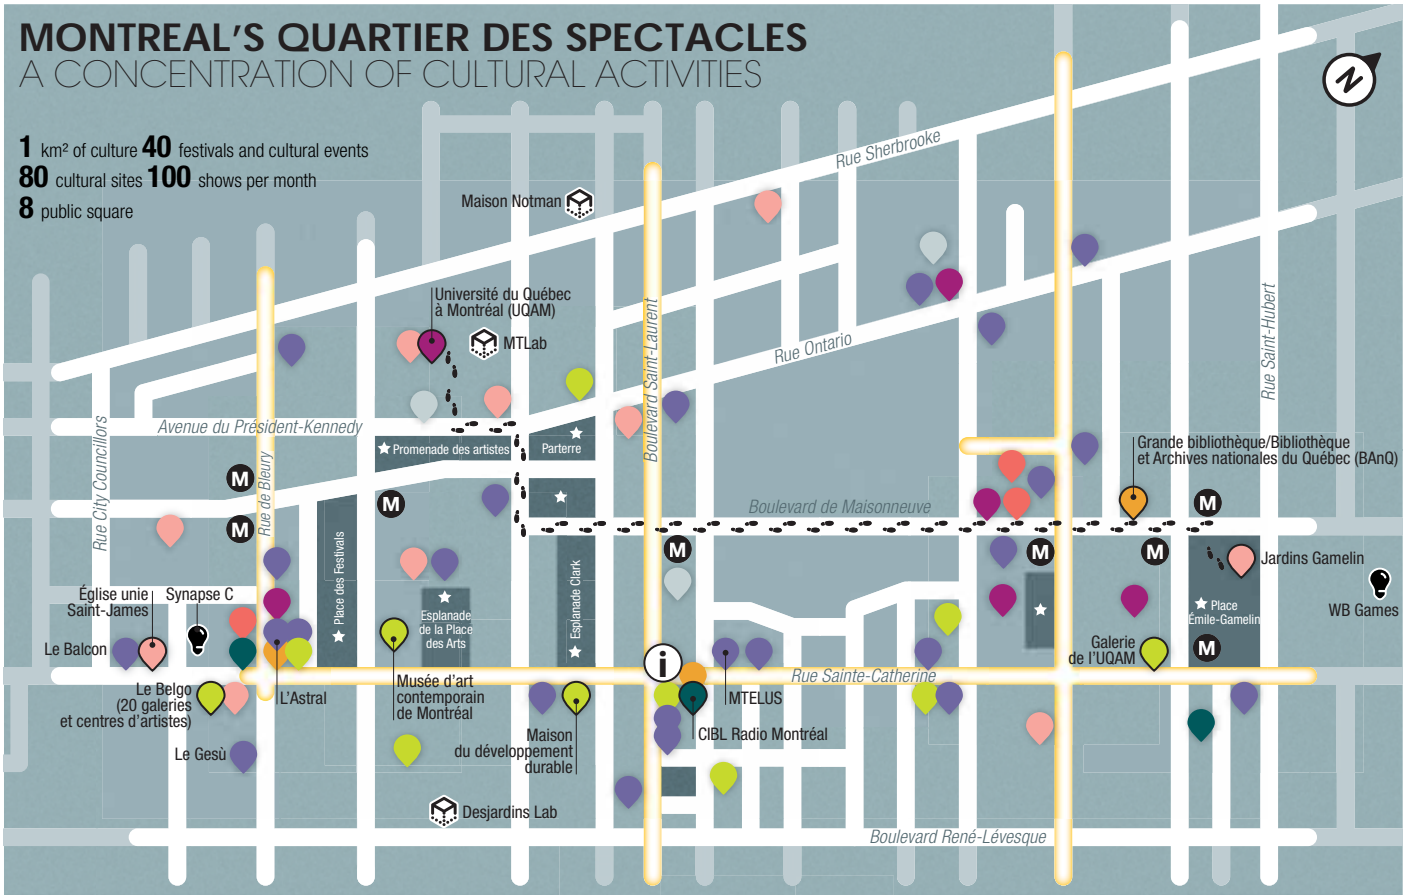 MONTREAL'S QUARTIER DES SPECTACLES
A CONCENTRATION OF CULTURAL ACTIVITIES
N
1 km² of culture 40 festivals and cultural events
80 cultural sites 100 shows per month
8 public square
Rue Sherbrooke
Maison Notman
Université du Québec
à Montréal (UQAM)
MTLab
Boulevard Saint-Laurent
Rue Ontario
Rue Saint-Hubert
Avenue du Président-Kennedy
Rue City Councillors
Rue de Bleury
Promenade des artistes
Parterre
Grande bibliothèque/Bibliothèque
et Archives nationales du Québec (BAnQ)
M
M
M
M
Boulevard de Maisonneuve
M
M
M
Place des Festivals
Esplanade Clark
Jardins Gamelin
Église unie
Saint-James
Synapse C
Esplanade
de la Place
des Arts
Place
Émile-Gamelin
WB Games
Le Balcon
Galerie
de l'UQAM
M
i
Rue Sainte-Catherine
Le Belgo
(20 galeries
et centres d'artistes)
L'Astral
Musée d'art
contemporain
de Montréal
MTELUS
Maison
du développement
durable
CIBL Radio Montréal
Le Gesù
Desjardins Lab
Boulevard René-Lévesque